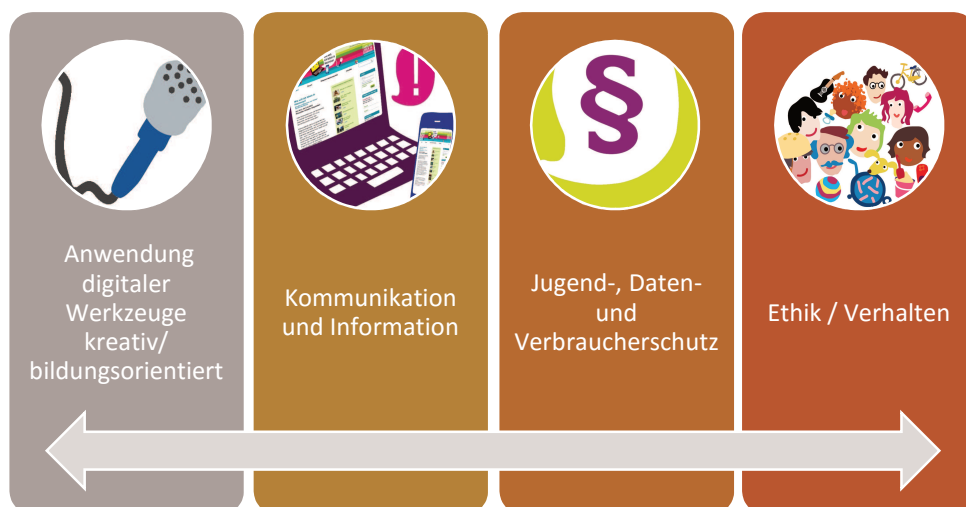 Anwendung
digitaler
Werkzeuge
kreativ/
bildungsorientiert
Kommunikation
und Information
§
Jugend-, Daten-
und
Verbraucherschutz
Ethik / Verhalten